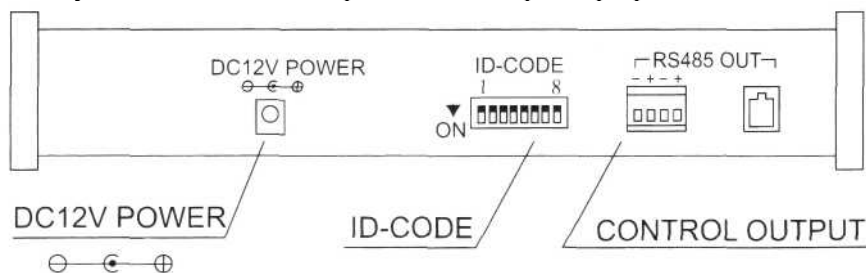 DC12V POWER
ID-CODE
1 8
ON
RS485 OUT
- + - +
DC12V POWER
ID-CODE
CONTROL OUTPUT